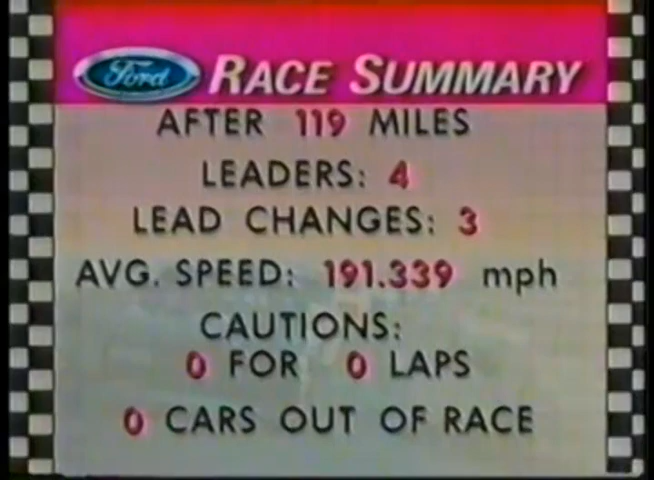 Ford RACE SUMMARY
AFTER 119 MILES
LEADERS: 4
LEAD CHANGES: 3
AVG. SPEED: 191.339 mph
CAUTIONS:
0 FOR 0 LAPS
0 CARS OUT OF RACE